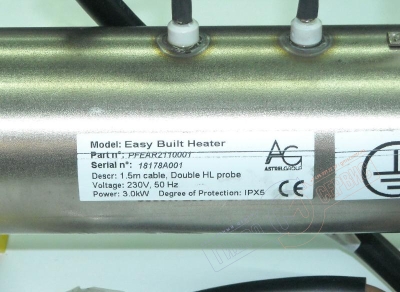 Model: Easy Built Heater
Part n°: PFEAR2110001
Serial n°: 18178A001
Descr: 1.5m cable, Double HL probe
Voltage: 230V, 50 Hz
Power: 3.0kW Degree of Protection: IPX5
AG
ASTRALGROUP
CE